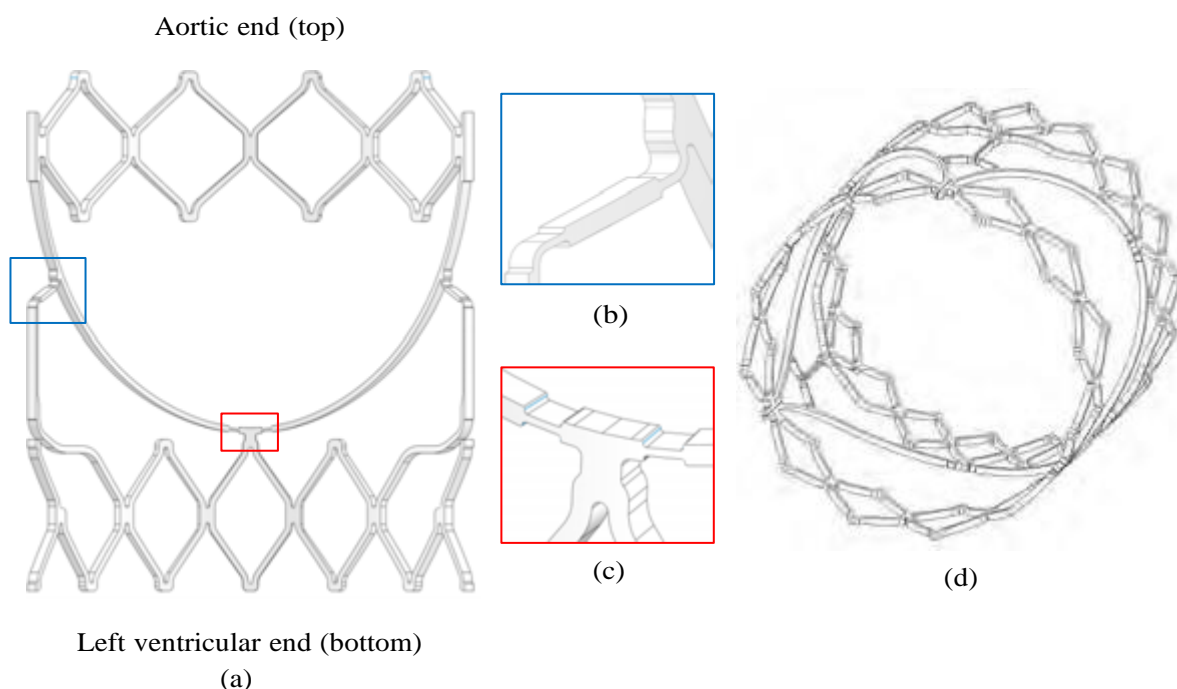 Aortic end (top)
(b)
(c)
(d)
Left ventricular end (bottom)
(a)